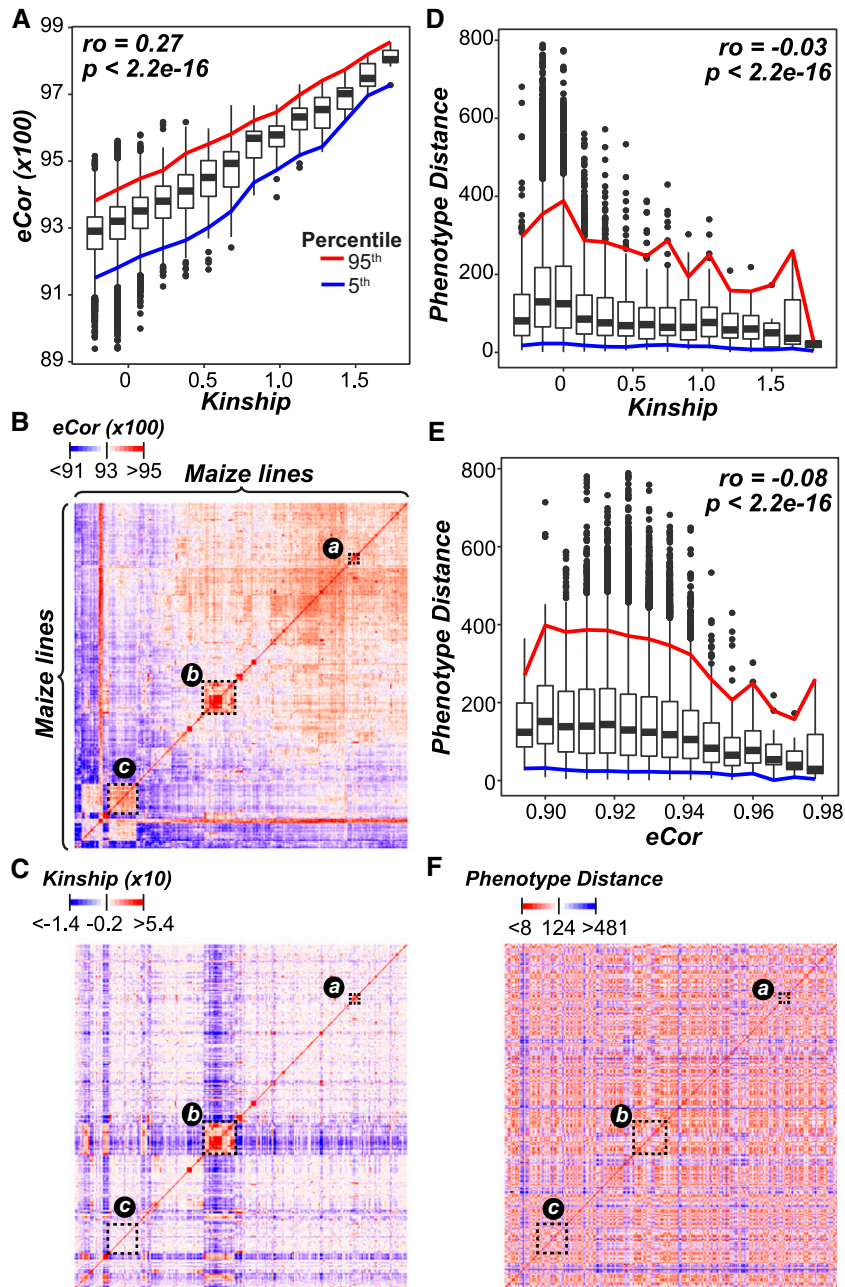 A
ro = 0.27
p < 2.2e-16
eCor (x100)
99
97
95
93
91
89
Percentile
95th
5th
0
0.5
1.0
1.5
Kinship
B
eCor (x100)
<91
93
>95
Maize lines
Maize lines
a
b
c
C
Kinship (x10)
<-1.4
-0.2
>5.4
a
b
c
D
ro = -0.03
p < 2.2e-16
Phenotype Distance
800
600
400
200
0
0
0.5
1.0
1.5
Kinship
E
ro = -0.08
p < 2.2e-16
Phenotype Distance
800
600
400
200
0
0.90
0.92
0.94
0.96
0.98
eCor
F
Phenotype Distance
<8
124
>481
a
b
c